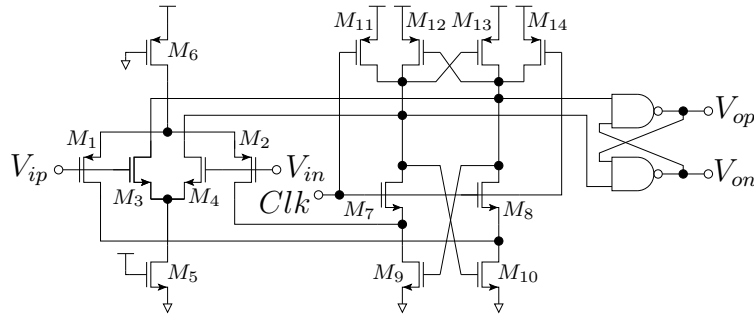 M11 M12 M13 M14
M6
M1 M2
Vip Vin Vop
M3 M4 Clk Von
M7 M8
M5 M9 M10